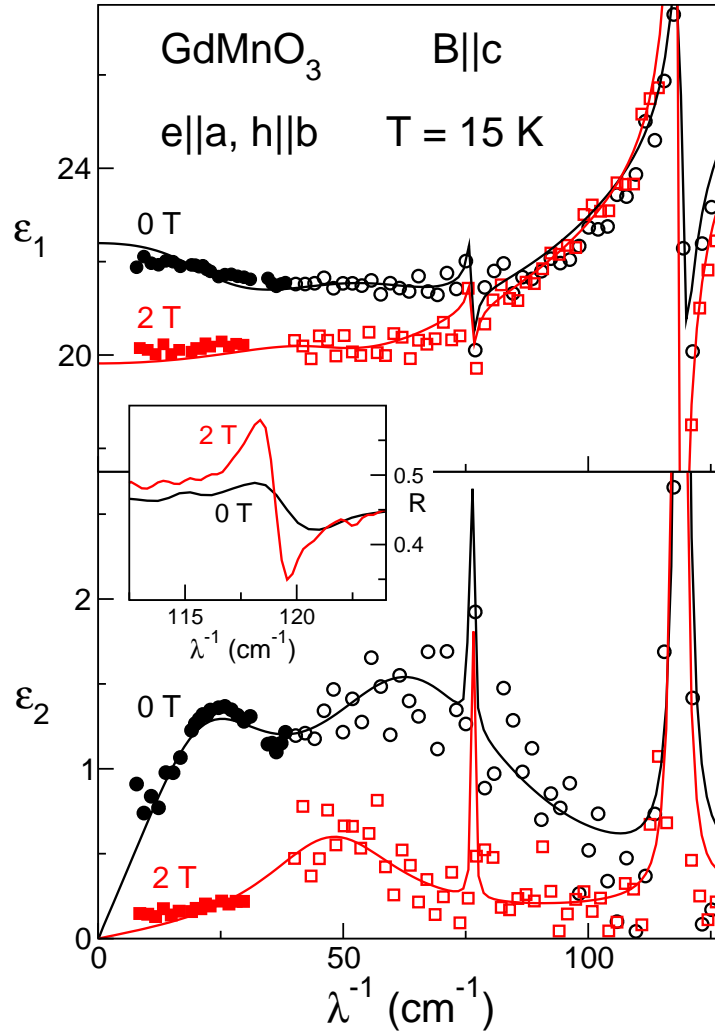 GdMnO3 B||c
e||a, h||b T = 15 K
24
ε1
0 T
2 T
20
2 T
0.5
0 T
R
0.4
115 120
λ-1 (cm-1)
2
ε2
0 T
1
2 T
0
0 50 100
λ-1 (cm-1)